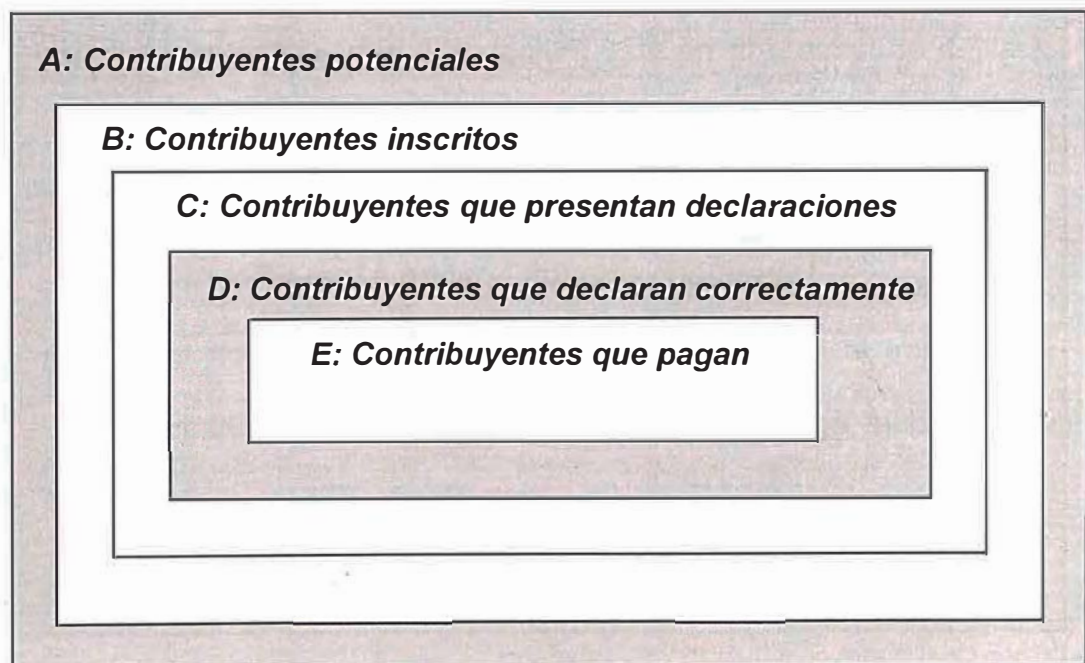 A: Contribuyentes potenciales
B: Contribuyentes inscritos
C: Contribuyentes que presentan declaraciones
D: Contribuyentes que declaran correctamente
E: Contribuyentes que pagan